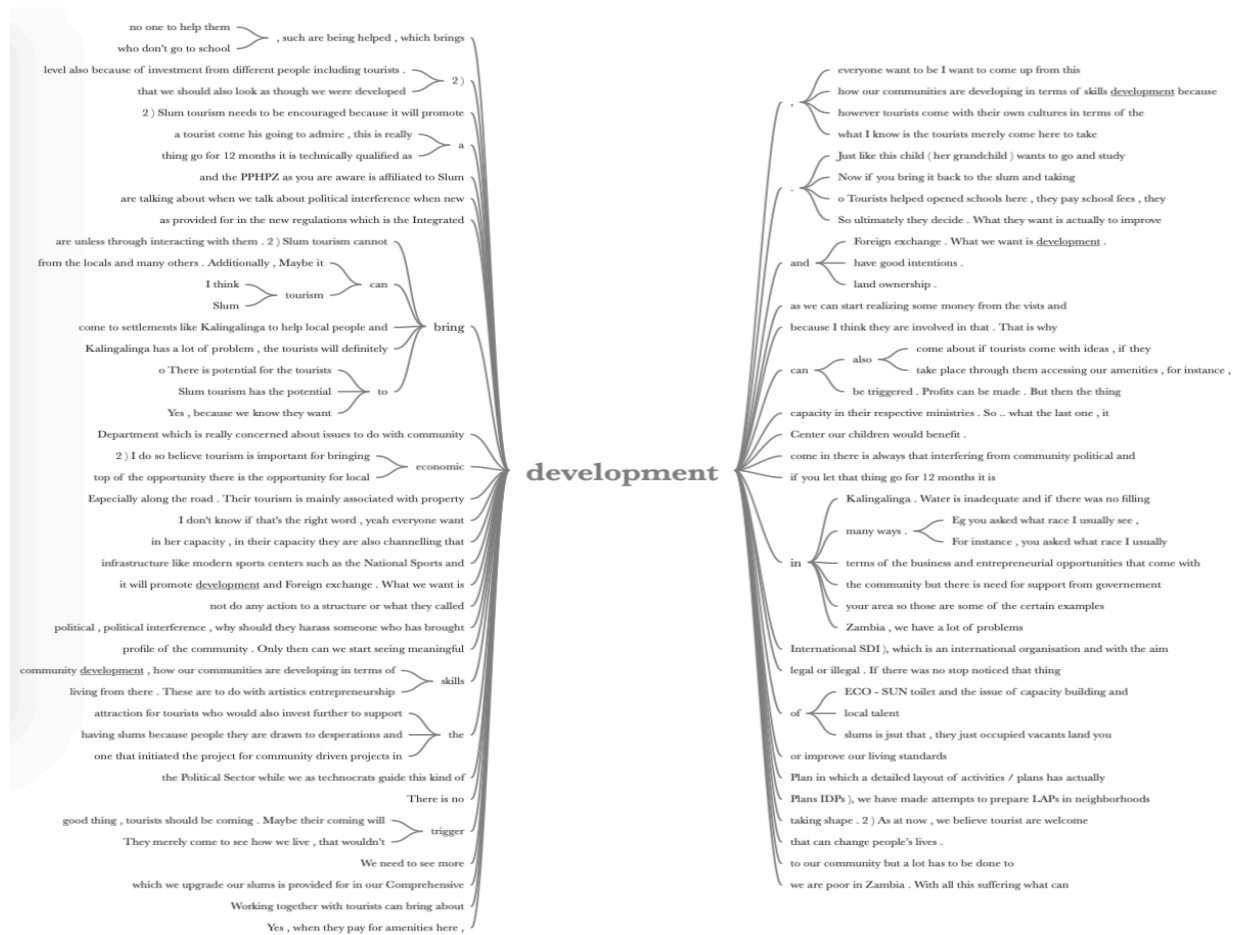 no one to help them
who don't go to school
, such are being helped , which brings
level also because of investment from different people including tourists .
that we should also look as though we were developed
2 )
2 ) Slum tourism needs to be encouraged because it will promote
a tourist come his going to admire , this is really
thing go for 12 months it is technically qualified as
a
and the PPHPZ as you are aware is affiliated to Slum
are talking about when we talk about political interference when new
as provided for in the new regulations which is the Integrated
are unless through interacting with them . 2 ) Slum tourism cannot
from the locals and many others . Additionally , Maybe it
I think
Slum
tourism
can
come to settlements like Kalingalinga to help local people and
Kalingalinga has a lot of problem , the tourists will definitely
o There is potential for the tourists
Slum tourism has the potential
Yes , because we know they want
to
bring
Department which is really concerned about issues to do with community
2 ) I do so believe tourism is important for bringing
top of the opportunity there is the opportunity for local
economic
Especially along the road . Their tourism is mainly associated with property
I don't know if that's the right word , yeah everyone want
in her capacity , in their capacity they are also channelling that
infrastructure like modern sports centers such as the National Sports and
it will promote development and Foreign exchange . What we want is
not do any action to a structure or what they called
political , political interference , why should they harass someone who has brought
profile of the community . Only then can we start seeing meaningful
community development , how our communities are developing in terms of
living from there . These are to do with artistics entrepreneurship
skills
attraction for tourists who would also invest further to support
having slums because people they are drawn to desperations and
one that initiated the project for community driven projects in
the
the Political Sector while we as technocrats guide this kind of
There is no
good thing , tourists should be coming . Maybe their coming will
They merely come to see how we live , that wouldn't
trigger
We need to see more
which we upgrade our slums is provided for in our Comprehensive
Working together with tourists can bring about
Yes , when they pay for amenities here ,
development
,
everyone want to be I want to come up from this
how our communities are developing in terms of skills development because
however tourists come with their own cultures in terms of the
what I know is the tourists merely come here to take
.
Just like this child ( her grandchild ) wants to go and study
Now if you bring it back to the slum and taking
o Tourists helped opened schools here , they pay school fees , they
So ultimately they decide . What they want is actually to improve
and
Foreign exchange . What we want is development .
have good intentions .
land ownership .
as we can start realizing some money from the vists and
because I think they are involved in that . That is why
can
also
come about if tourists come with ideas , if they
take place through them accessing our amenities , for instance ,
be triggered . Profits can be made . But then the thing
capacity in their respective ministries . So .. what the last one , it
Center our children would benefit .
come in there is always that interfering from community political and
if you let that thing go for 12 months it is
in
Kalingalinga . Water is inadequate and if there was no filling
many ways .
Eg you asked what race I usually see ,
For instance , you asked what race I usually
terms of the business and entrepreneurial opportunities that come with
the community but there is need for support from governement
your area so those are some of the certain examples
Zambia , we have a lot of problems
International SDI ), which is an international organisation and with the aim
legal or illegal . If there was no stop noticed that thing
of
ECO - SUN toilet and the issue of capacity building and
local talent
slums is jsut that , they just occupied vacants land you
or improve our living standards
Plan in which a detailed layout of activities / plans has actually
Plans IDPs ), we have made attempts to prepare LAPs in neighborhoods
taking shape . 2 ) As at now , we believe tourist are welcome
that can change people's lives .
to our community but a lot has to be done to
we are poor in Zambia . With all this suffering what can